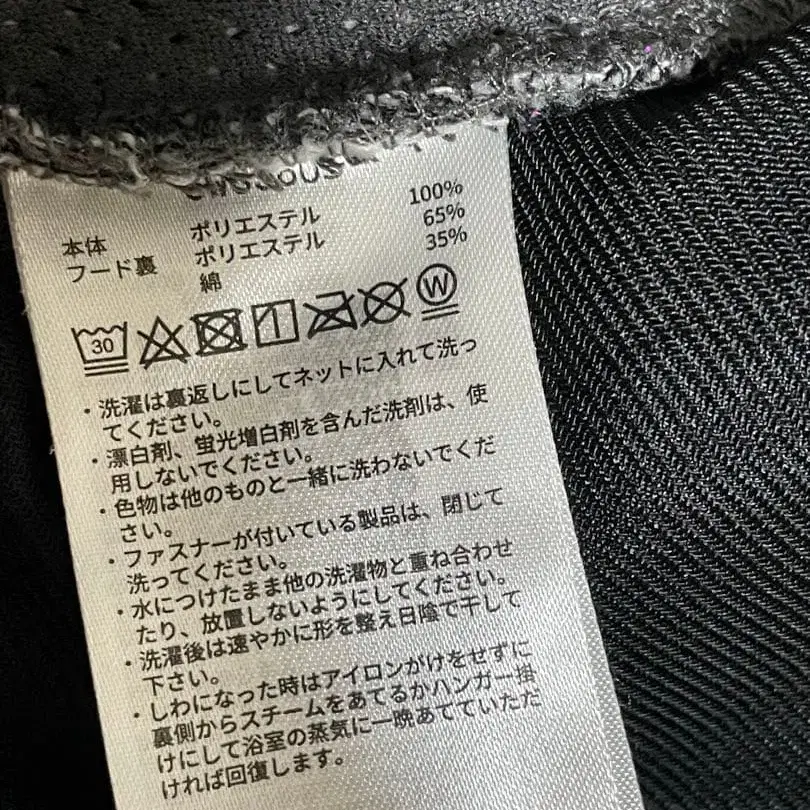 本体 ポリエステル 100%
フード裏 ポリエステル 65%
綿 35%
30 W
・洗濯は裏返しにしてネットに入れて洗っ
てください。
・漂白剤、蛍光増白剤を含んだ洗剤は、使
用しないでください。
・色物は他のものと一緒に洗わないでくだ
さい。
・ファスナーが付いている製品は、閉じて
洗ってください。
・水につけたまま他の洗濯物と重ね合わせ
たり、放置しないようにしてください。
・洗濯後は速やかに形を整え日陰で干して
下さい。
・しわになった時はアイロンがけをせずに
裏側からスチームをあてるかハンガー掛
けにして浴室の蒸気に一晩あてていただ
ければ回復します。